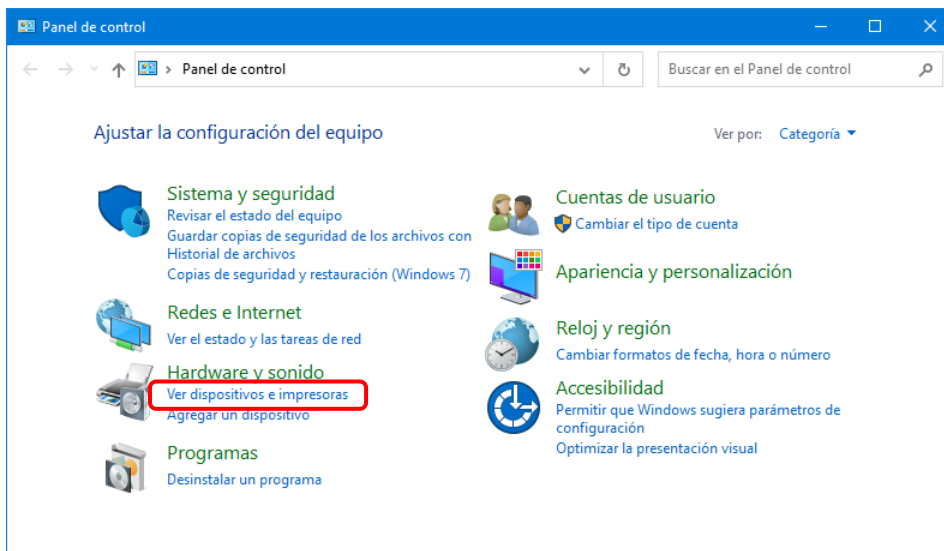 Panel de control
Panel de control
Buscar en el Panel de control
Ajustar la configuración del equipo
Ver por: Categoría
Sistema y seguridad
Revisar el estado del equipo
Guardar copias de seguridad de los archivos con
Historial de archivos
Copias de seguridad y restauración (Windows 7)
Redes e Internet
Ver el estado y las tareas de red
Hardware y sonido
Ver dispositivos e impresoras
Agregar un dispositivo
Programas
Desinstalar un programa
Cuentas de usuario
Cambiar el tipo de cuenta
Apariencia y personalización
Reloj y región
Cambiar formatos de fecha, hora o número
Accesibilidad
Permitir que Windows sugiera parámetros de
configuración
Optimizar la presentación visual